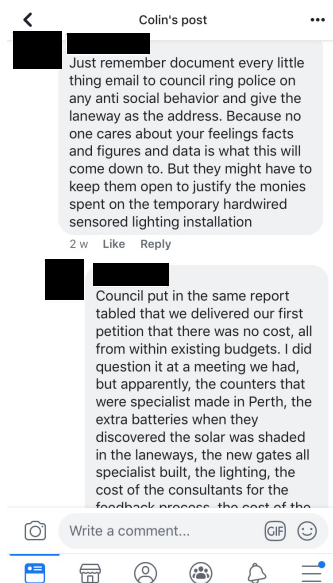 Colin's post
Just remember document every little
thing email to council ring police on
any anti social behavior and give the
laneway as the address. Because no
one cares about your feelings facts
and figures and data is what this will
come down to. But they might have to
keep them open to justify the monies
spent on the temporary hardwired
sensored lighting installation
2 w Like Reply
Council put in the same report
tabled that we delivered our first
petition that there was no cost, all
from within existing budgets. I did
question it at a meeting we had,
but apparently, the counters that
were specialist made in Perth, the
extra batteries when they
discovered the solar was shaded
in the laneways, the new gates all
specialist built, the lighting, the
cost of the consultants for the
feedback process, the cost of the
Write a comment...
GIF